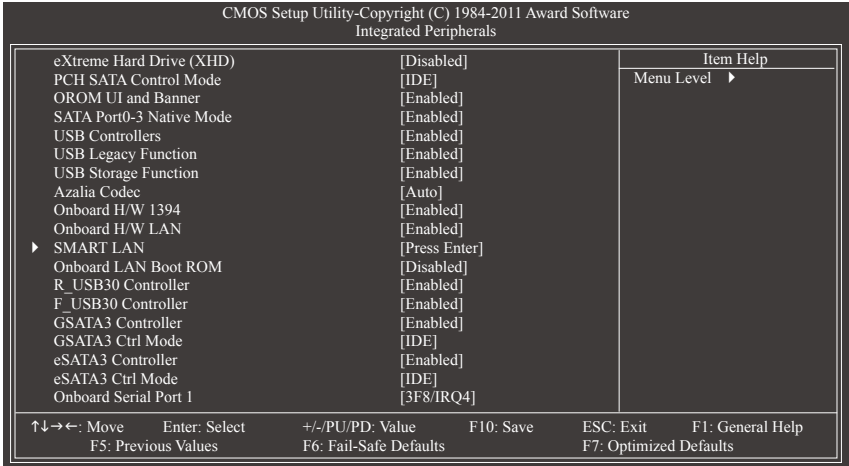 CMOS Setup Utility-Copyright (C) 1984-2011 Award Software
Integrated Peripherals
eXtreme Hard Drive (XHD) [Disabled]
PCH SATA Control Mode [IDE]
OROM UI and Banner [Enabled]
SATA Port0-3 Native Mode [Enabled]
USB Controllers [Enabled]
USB Legacy Function [Enabled]
USB Storage Function [Enabled]
Azalia Codec [Auto]
Onboard H/W 1394 [Enabled]
Onboard H/W LAN [Enabled]
SMART LAN [Press Enter]
Onboard LAN Boot ROM [Disabled]
R_USB30 Controller [Enabled]
F_USB30 Controller [Enabled]
GSATA3 Controller [Enabled]
GSATA3 Ctrl Mode [IDE]
eSATA3 Controller [Enabled]
eSATA3 Ctrl Mode [IDE]
Onboard Serial Port 1 [3F8/IRQ4]
Item Help
Menu Level
↑↓→←: Move Enter: Select +/-/PU/PD: Value F10: Save ESC: Exit F1: General Help
F5: Previous Values F6: Fail-Safe Defaults F7: Optimized Defaults